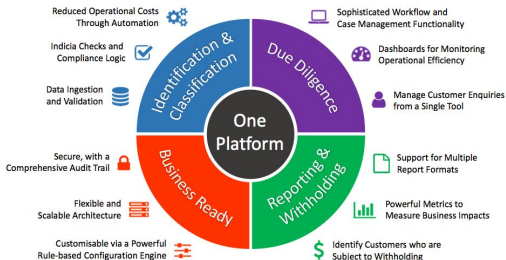 Reduced Operational Costs
Through Automation
Indicia Checks and
Compliance Logic
Data Ingestion
and Validation
Secure, with a
Comprehensive Audit Trail
Flexible and
Scalable Architecture
Customisable via a Powerful
Rule-based Configuration Engine
Identification &
Classification
Due Diligence
One
Platform
Business Ready
Reporting &
Withholding
Sophisticated Workflow and
Case Management Functionality
Dashboards for Monitoring
Operational Efficiency
Manage Customer Enquiries
from a Single Tool
Support for Multiple
Report Formats
Powerful Metrics to
Measure Business Impacts
Identify Customers who are
Subject to Withholding